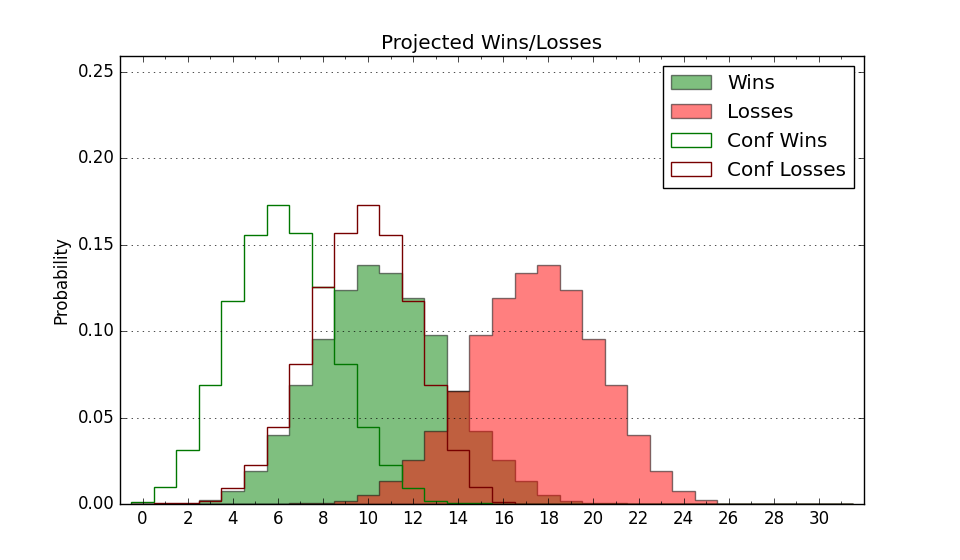 Projected Wins/Losses
0.25
0.20
0.15
0.10
0.05
0.00
Probability
Wins
Losses
Conf Wins
Conf Losses
0 2 4 6 8 10 12 14 16 18 20 22 24 26 28 30